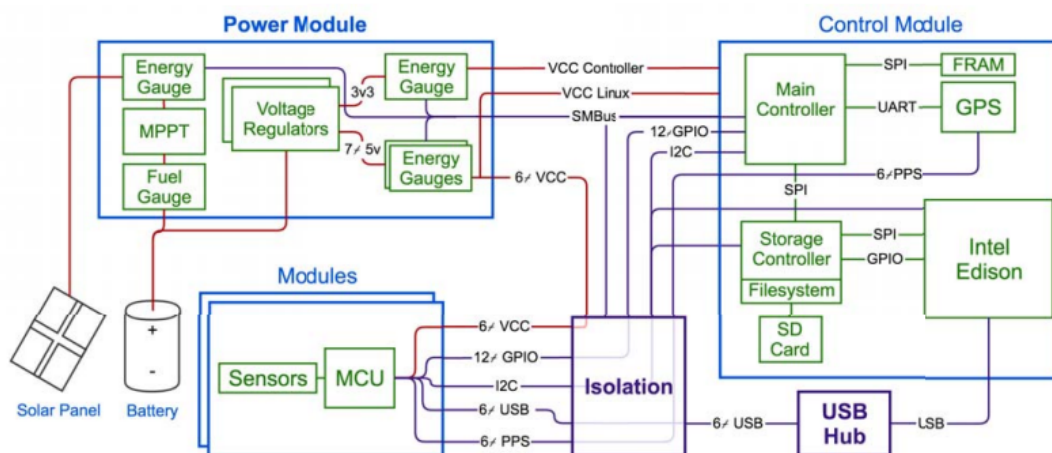 Power Module
Control Module
Energy
Gauge
MPPT
Fuel
Gauge
Voltage
Regulators
3v3
7≁ 5v
Energy
Gauge
Energy
Gauges
VCC Controller
VCC Linux
SMBus
12≁GPIO
I2C
6≁ VCC
6≁PPS
Main
Controller
SPI
FRAM
UART
GPS
SPI
Storage
Controller
Filesystem
SPI
GPIO
Intel
Edison
SD
Card
Solar Panel
+
-
Battery
Modules
Sensors
MCU
6≁ VCC
12≁ GPIO
I2C
6≁ USB
6≁ PPS
Isolation
6≁ USB
USB
Hub
LSB